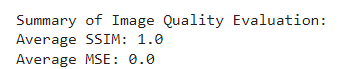 Summary of Image Quality Evaluation:
Average SSIM: 1.0
Average MSE: 0.0